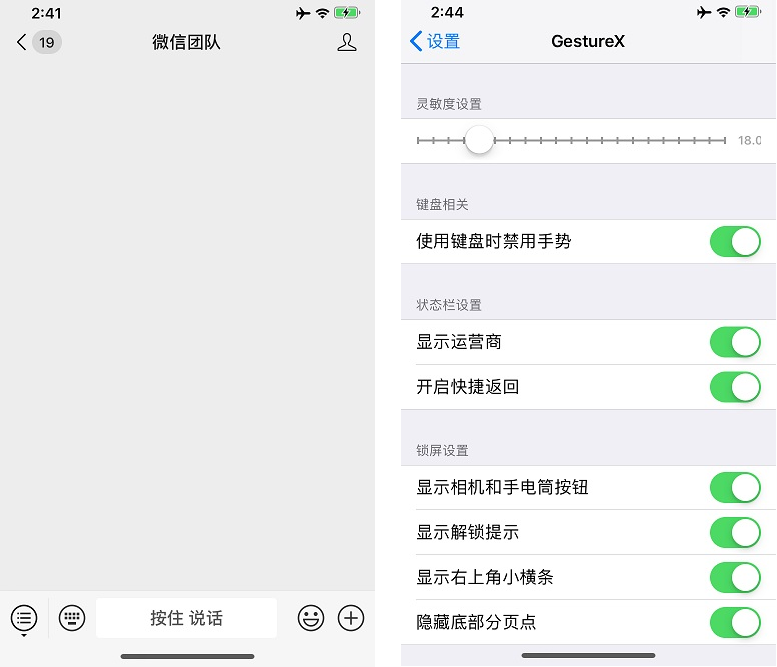 2:41
19
微信团队
按住 说话
2:44
设置
GestureX
灵敏度设置
18.0
键盘相关
使用键盘时禁用手势
状态栏设置
显示运营商
开启快捷返回
锁屏设置
显示相机和手电筒按钮
显示解锁提示
显示右上角小横条
隐藏底部分页点